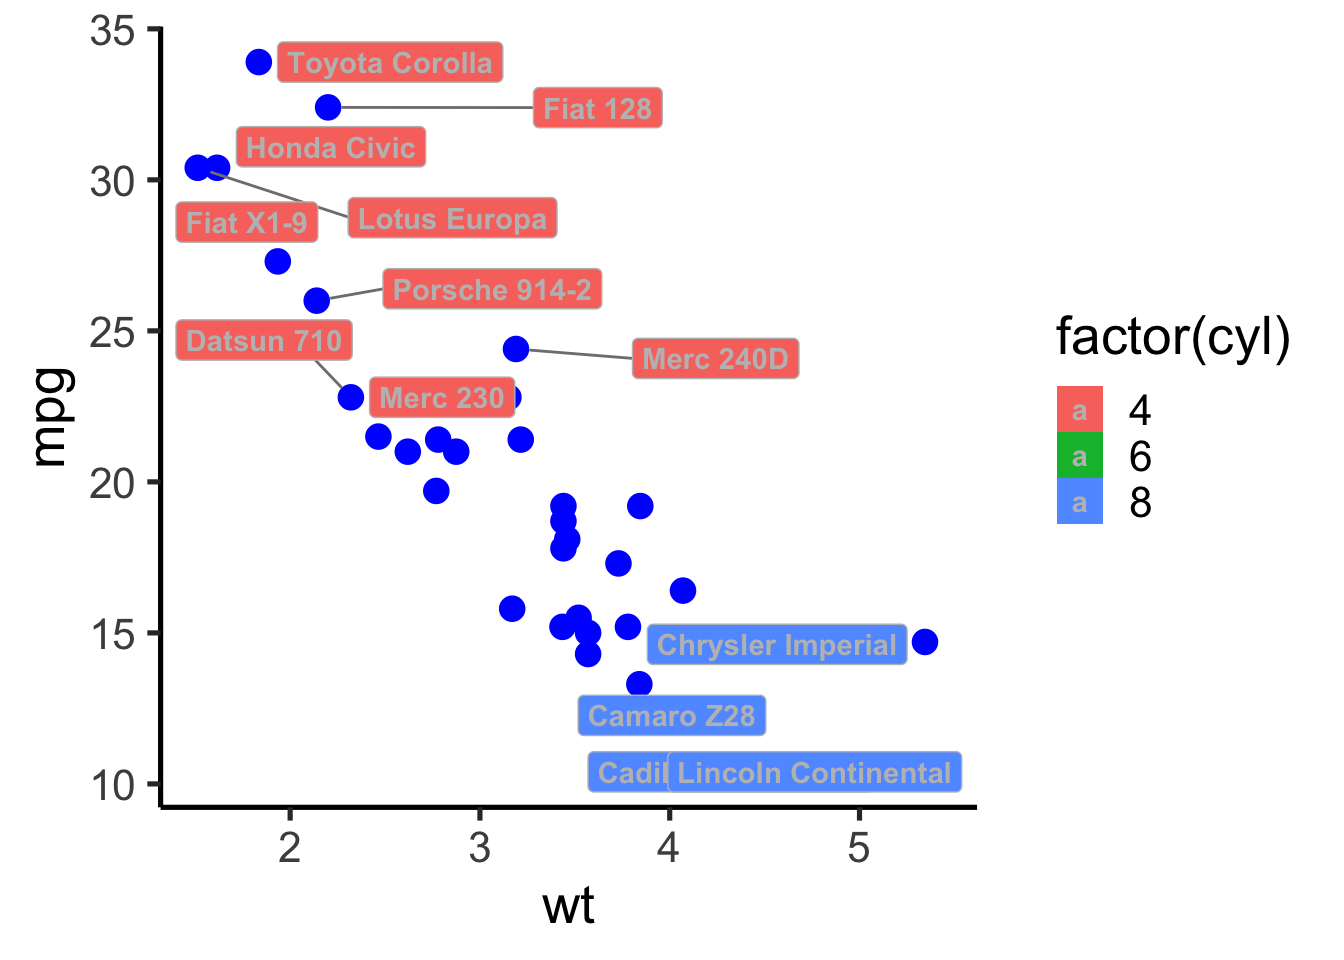 35
Toyota Corolla
Fiat 128
Honda Civic
30
Lotus Europa
Fiat X1-9
Porsche 914-2
25
Datsun 710
Merc 240D
Merc 230
mpg
20
15
Chrysler Imperial
Camaro Z28
Cadil
Lincoln Continental
10
2 3 4 5
wt
factor(cyl)
a 4
a 6
a 8